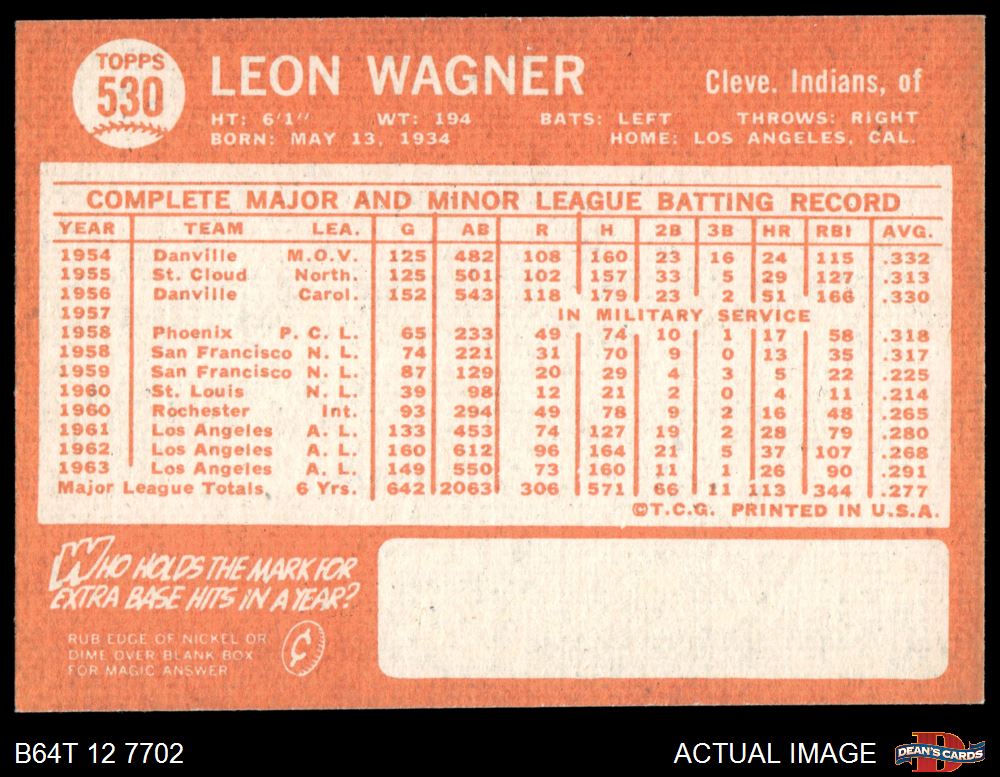 TOPPS
530
LEON WAGNER
Cleve. Indians, of
HT: 6'1" WT: 194 BATS: LEFT THROWS: RIGHT
BORN: MAY 13, 1934 HOME: LOS ANGELES, CAL.
COMPLETE MAJOR AND MINOR LEAGUE BATTING RECORD
YEAR TEAM LEA. G AB R H 2B 3B HR RBI AVG.
1954 Danville M.O.V. 125 482 108 160 23 16 24 115 .332
1955 St. Cloud North. 125 501 102 157 33 5 29 127 .313
1956 Danville Carol. 152 543 118 179 23 2 51 166 .330
1957 IN MILITARY SERVICE
1958 Phoenix P. C. L. 65 233 49 74 10 1 17 58 .318
1958 San Francisco N. L. 74 221 31 70 9 0 13 35 .317
1959 San Francisco N. L. 87 129 20 29 4 3 5 22 .225
1960 St. Louis N. L. 39 98 12 21 2 0 4 11 .214
1960 Rochester Int. 93 294 49 78 9 2 16 48 .265
1961 Los Angeles A. L. 133 453 74 127 19 2 28 79 .280
1962 Los Angeles A. L. 160 612 96 164 21 5 37 107 .268
1963 Los Angeles A. L. 149 550 73 160 11 1 26 90 .291
Major League Totals 6 Yrs. 642 2063 306 571 66 11 113 344 .277
©T.C.G. PRINTED IN U.S.A.
WHO HOLDS THE MARK FOR
EXTRA BASE HITS IN A YEAR?
RUB EDGE OF NICKEL OR
DIME OVER BLANK BOX
FOR MAGIC ANSWER
¢
B64T 12 7702
ACTUAL IMAGE
D
DEAN'S CARDS